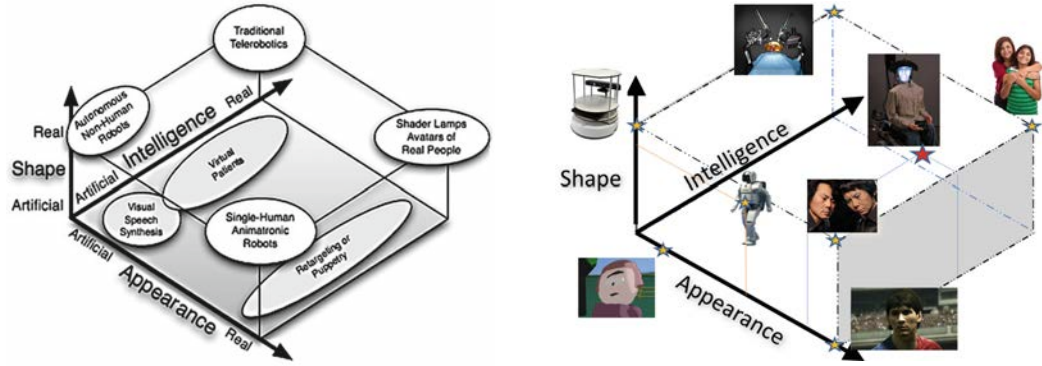 Traditional
Telerobotics
Autonomous
Non-Human
Robots
Real
Intelligence
Real
Shader Lamps
Avatars of
Real People
Shape
Virtual
Patients
Artificial
Artificial
Visual
Speech
Synthesis
Single-Human
Animatronic
Robots
Retargeting or
Puppetry
Artificial
Appearance
Real
Shape
Intelligence
Appearance